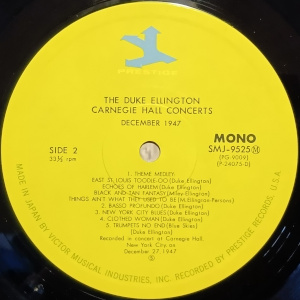 PRESTIGE
THE DUKE ELLINGTON
CARNEGIE HALL CONCERTS
DECEMBER 1947
SIDE 2
33⅓ rpm
MONO
SMJ-9525Ⓜ
(PG-9009)
(P-24075-D)
1. THEME MEDLEY
EAST ST. LOUIS TOODLE-OO (Duke Ellington)
ECHOES OF HARLEM (Duke Ellington)
BLACK AND TAN FANTASY (Miley-Ellington)
THINGS AIN'T WHAT THEY USED TO BE (M.Ellington-Persons)
2. BASSO PROFUNDO (Duke Ellington)
3. NEW YORK CITY BLUES (Duke Ellington)
4. CLOTHED WOMAN (Duke Ellington)
5. TRUMPETS NO END (Blue Skies)
(Duke Ellington)
Recorded in concert at Carnegie Hall,
New York City on
December 27, 1947
MADE IN JAPAN BY VICTOR MUSICAL INDUSTRIES, INC. RECORDED BY PRESTIGE RECORDS, U.S.A.